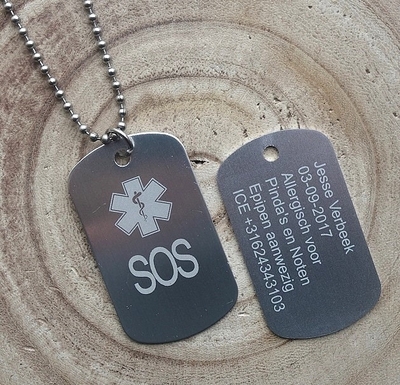 SOS
Jesse Verbeek
03-09-2017
Allergisch voor
Pinda's en Noten
Epipen aanwezig
ICE +31624343103